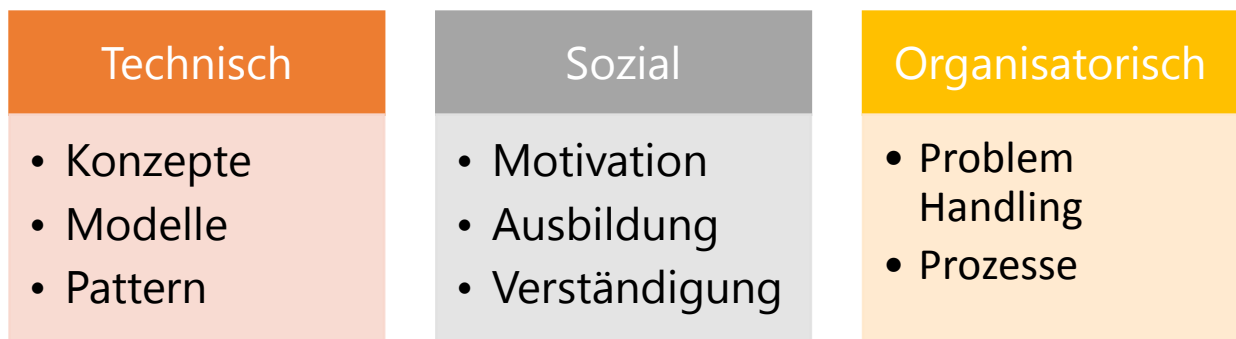 Technisch
• Konzepte
• Modelle
• Pattern
Sozial
• Motivation
• Ausbildung
• Verständigung
Organisatorisch
• Problem
Handling
• Prozesse